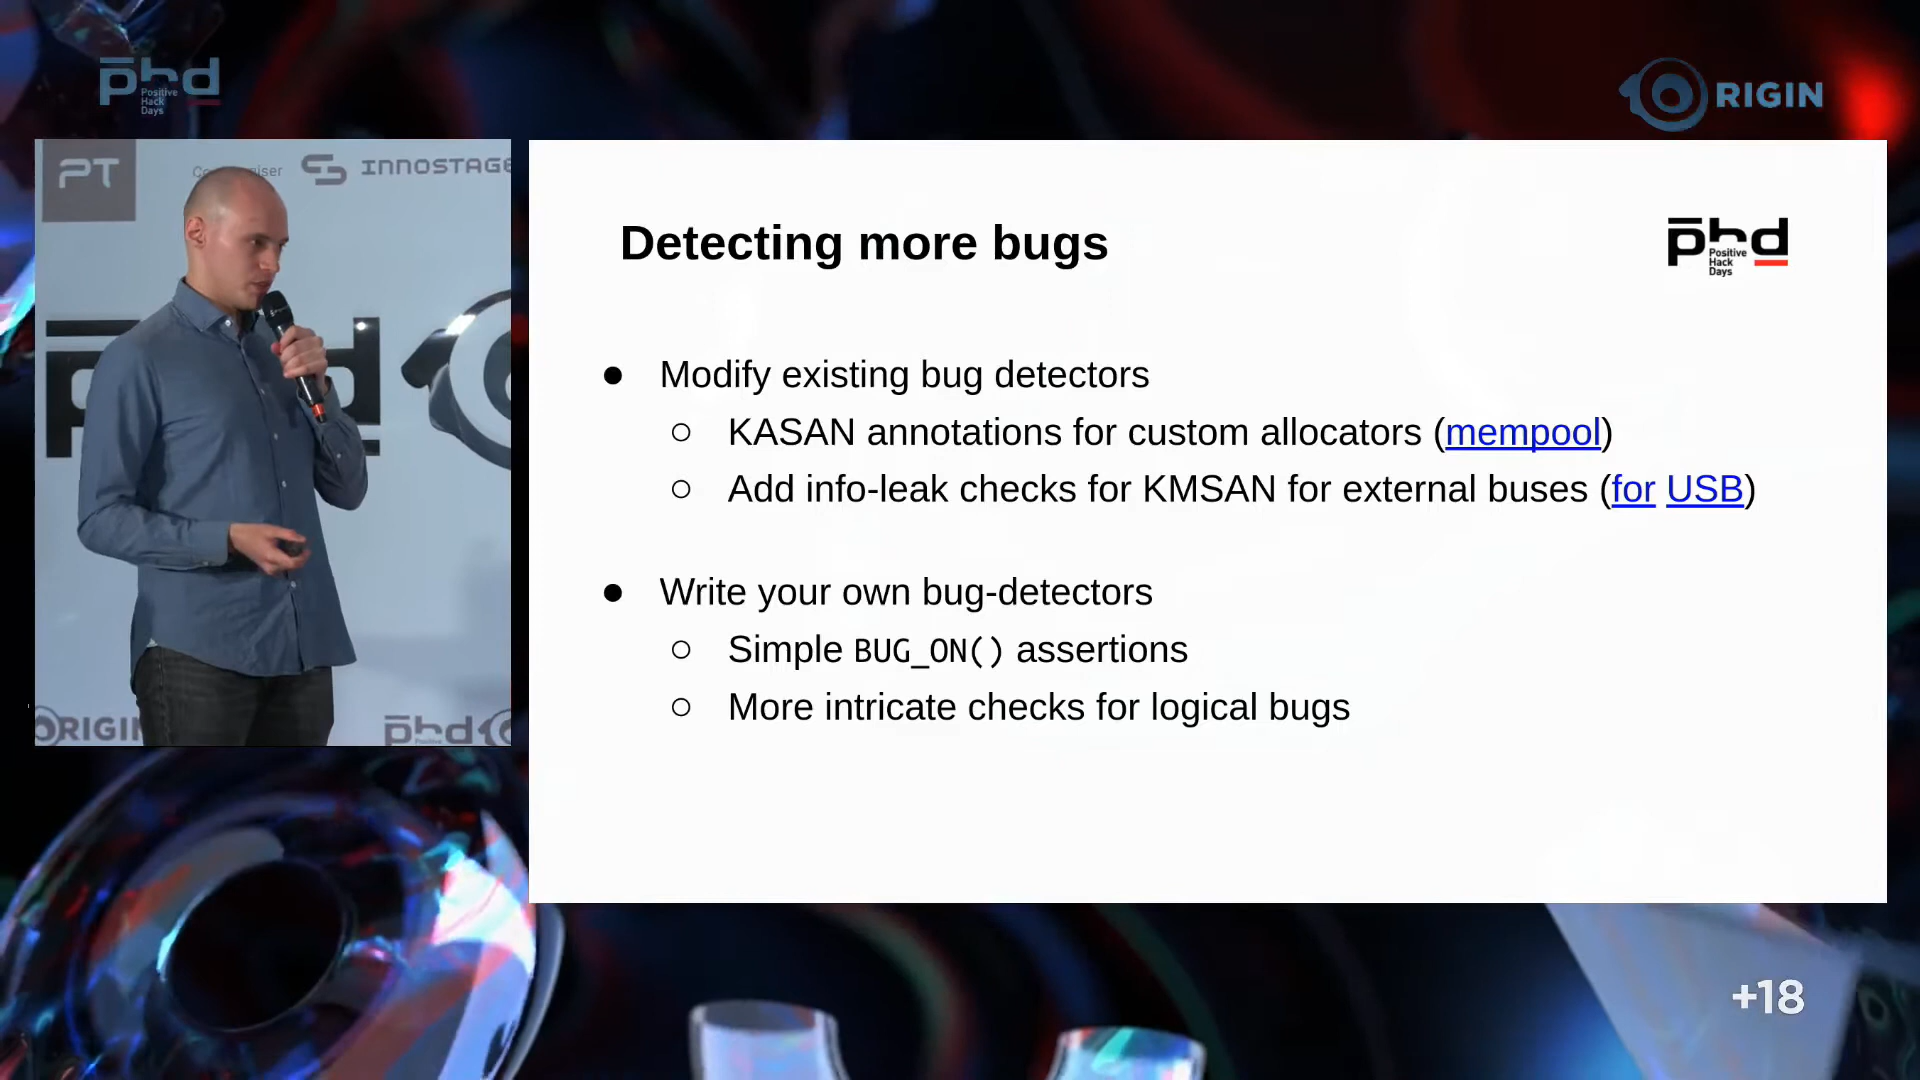 phd
Positive
Hack
Days
ORIGIN
PT
INNOSTAGE
phd
ORIGIN
phd
Positive
Detecting more bugs
phd
Positive
Hack
Days
● Modify existing bug detectors
○ KASAN annotations for custom allocators (mempool)
○ Add info-leak checks for KMSAN for external buses (for USB)
● Write your own bug-detectors
○ Simple BUG_ON() assertions
○ More intricate checks for logical bugs
+18